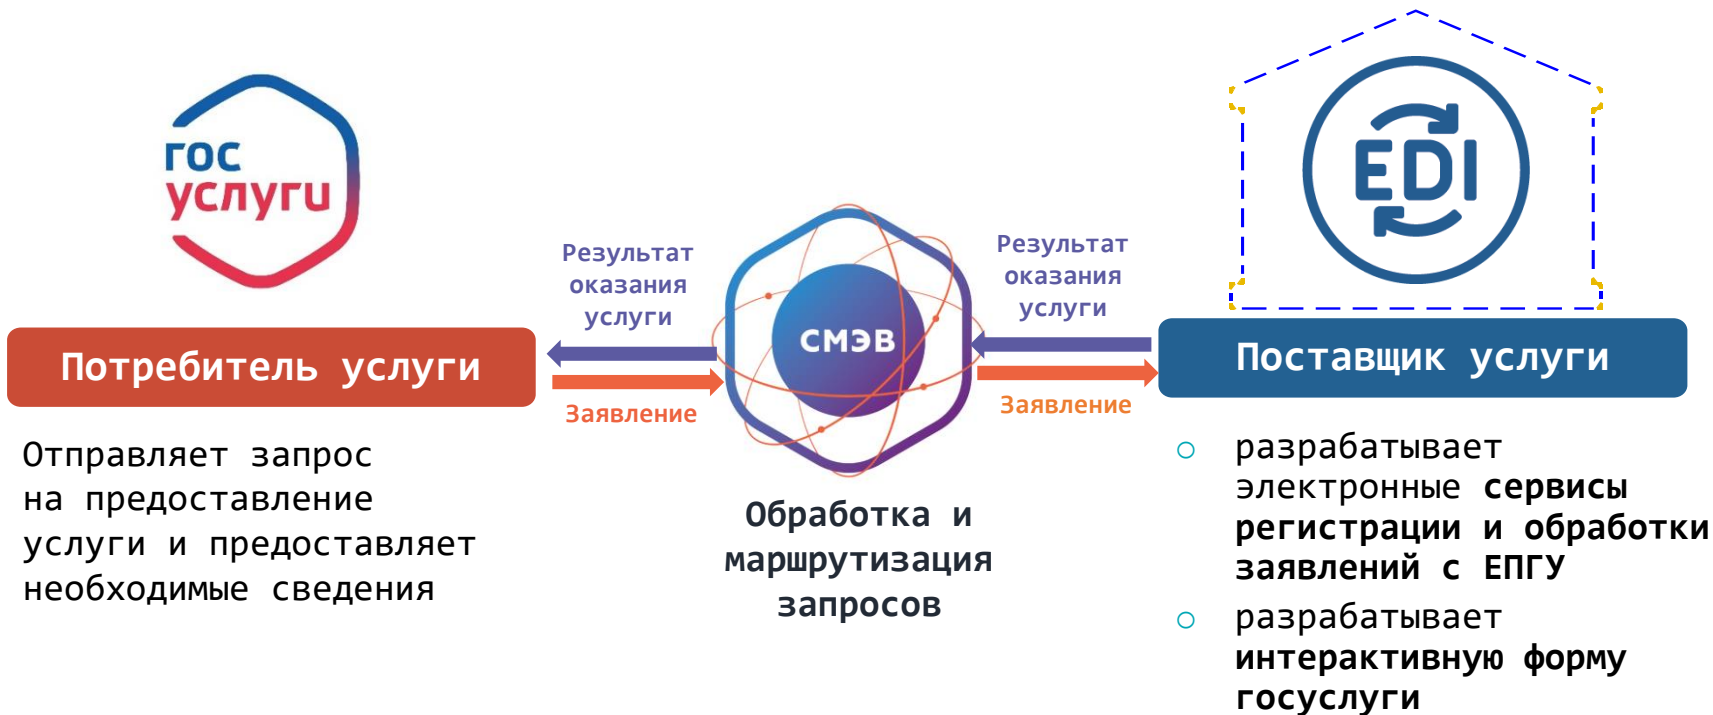 гос
услуги
Потребитель услуги
Отправляет запрос
на предоставление
услуги и предоставляет
необходимые сведения
Результат
оказания
услуги
Заявление
СМЭВ
Обработка и
маршрутизация
запросов
Результат
оказания
услуги
Заявление
EDI
Поставщик услуги
разрабатывает
электронные сервисы
регистрации и обработки
заявлений с ЕПГУ
разрабатывает
интерактивную форму
госуслуги